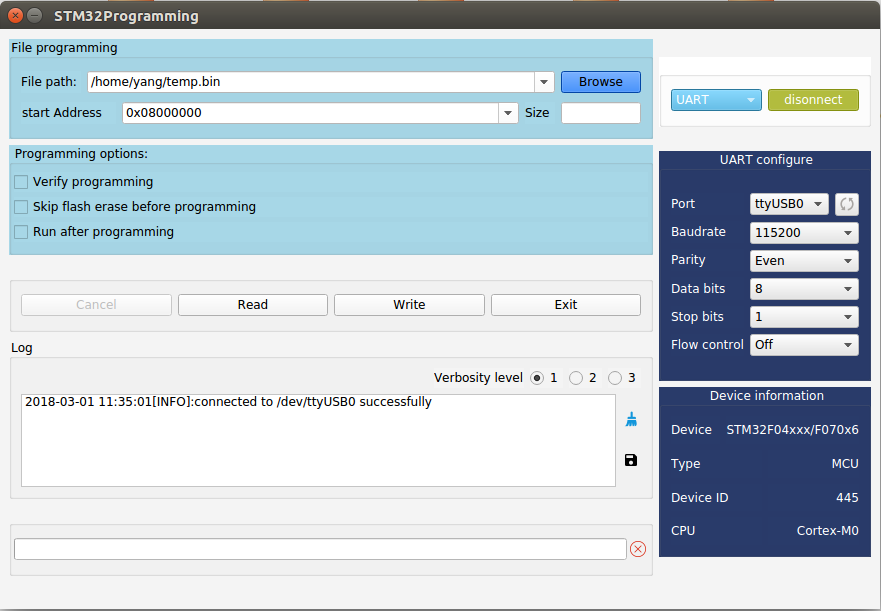 STM32Programming
File programming
File path: /home/yang/temp.bin Browse
start Address 0x08000000 Size
Programming options:
Verify programming
Skip flash erase before programming
Run after programming
Cancel Read Write Exit
Log
Verbosity level 1 2 3
2018-03-01 11:35:01[INFO]:connected to /dev/ttyUSB0 successfully
UART disonnect
UART configure
Port ttyUSB0
Baudrate 115200
Parity Even
Data bits 8
Stop bits 1
Flow control Off
Device information
Device STM32F04xxx/F070x6
Type MCU
Device ID 445
CPU Cortex-M0